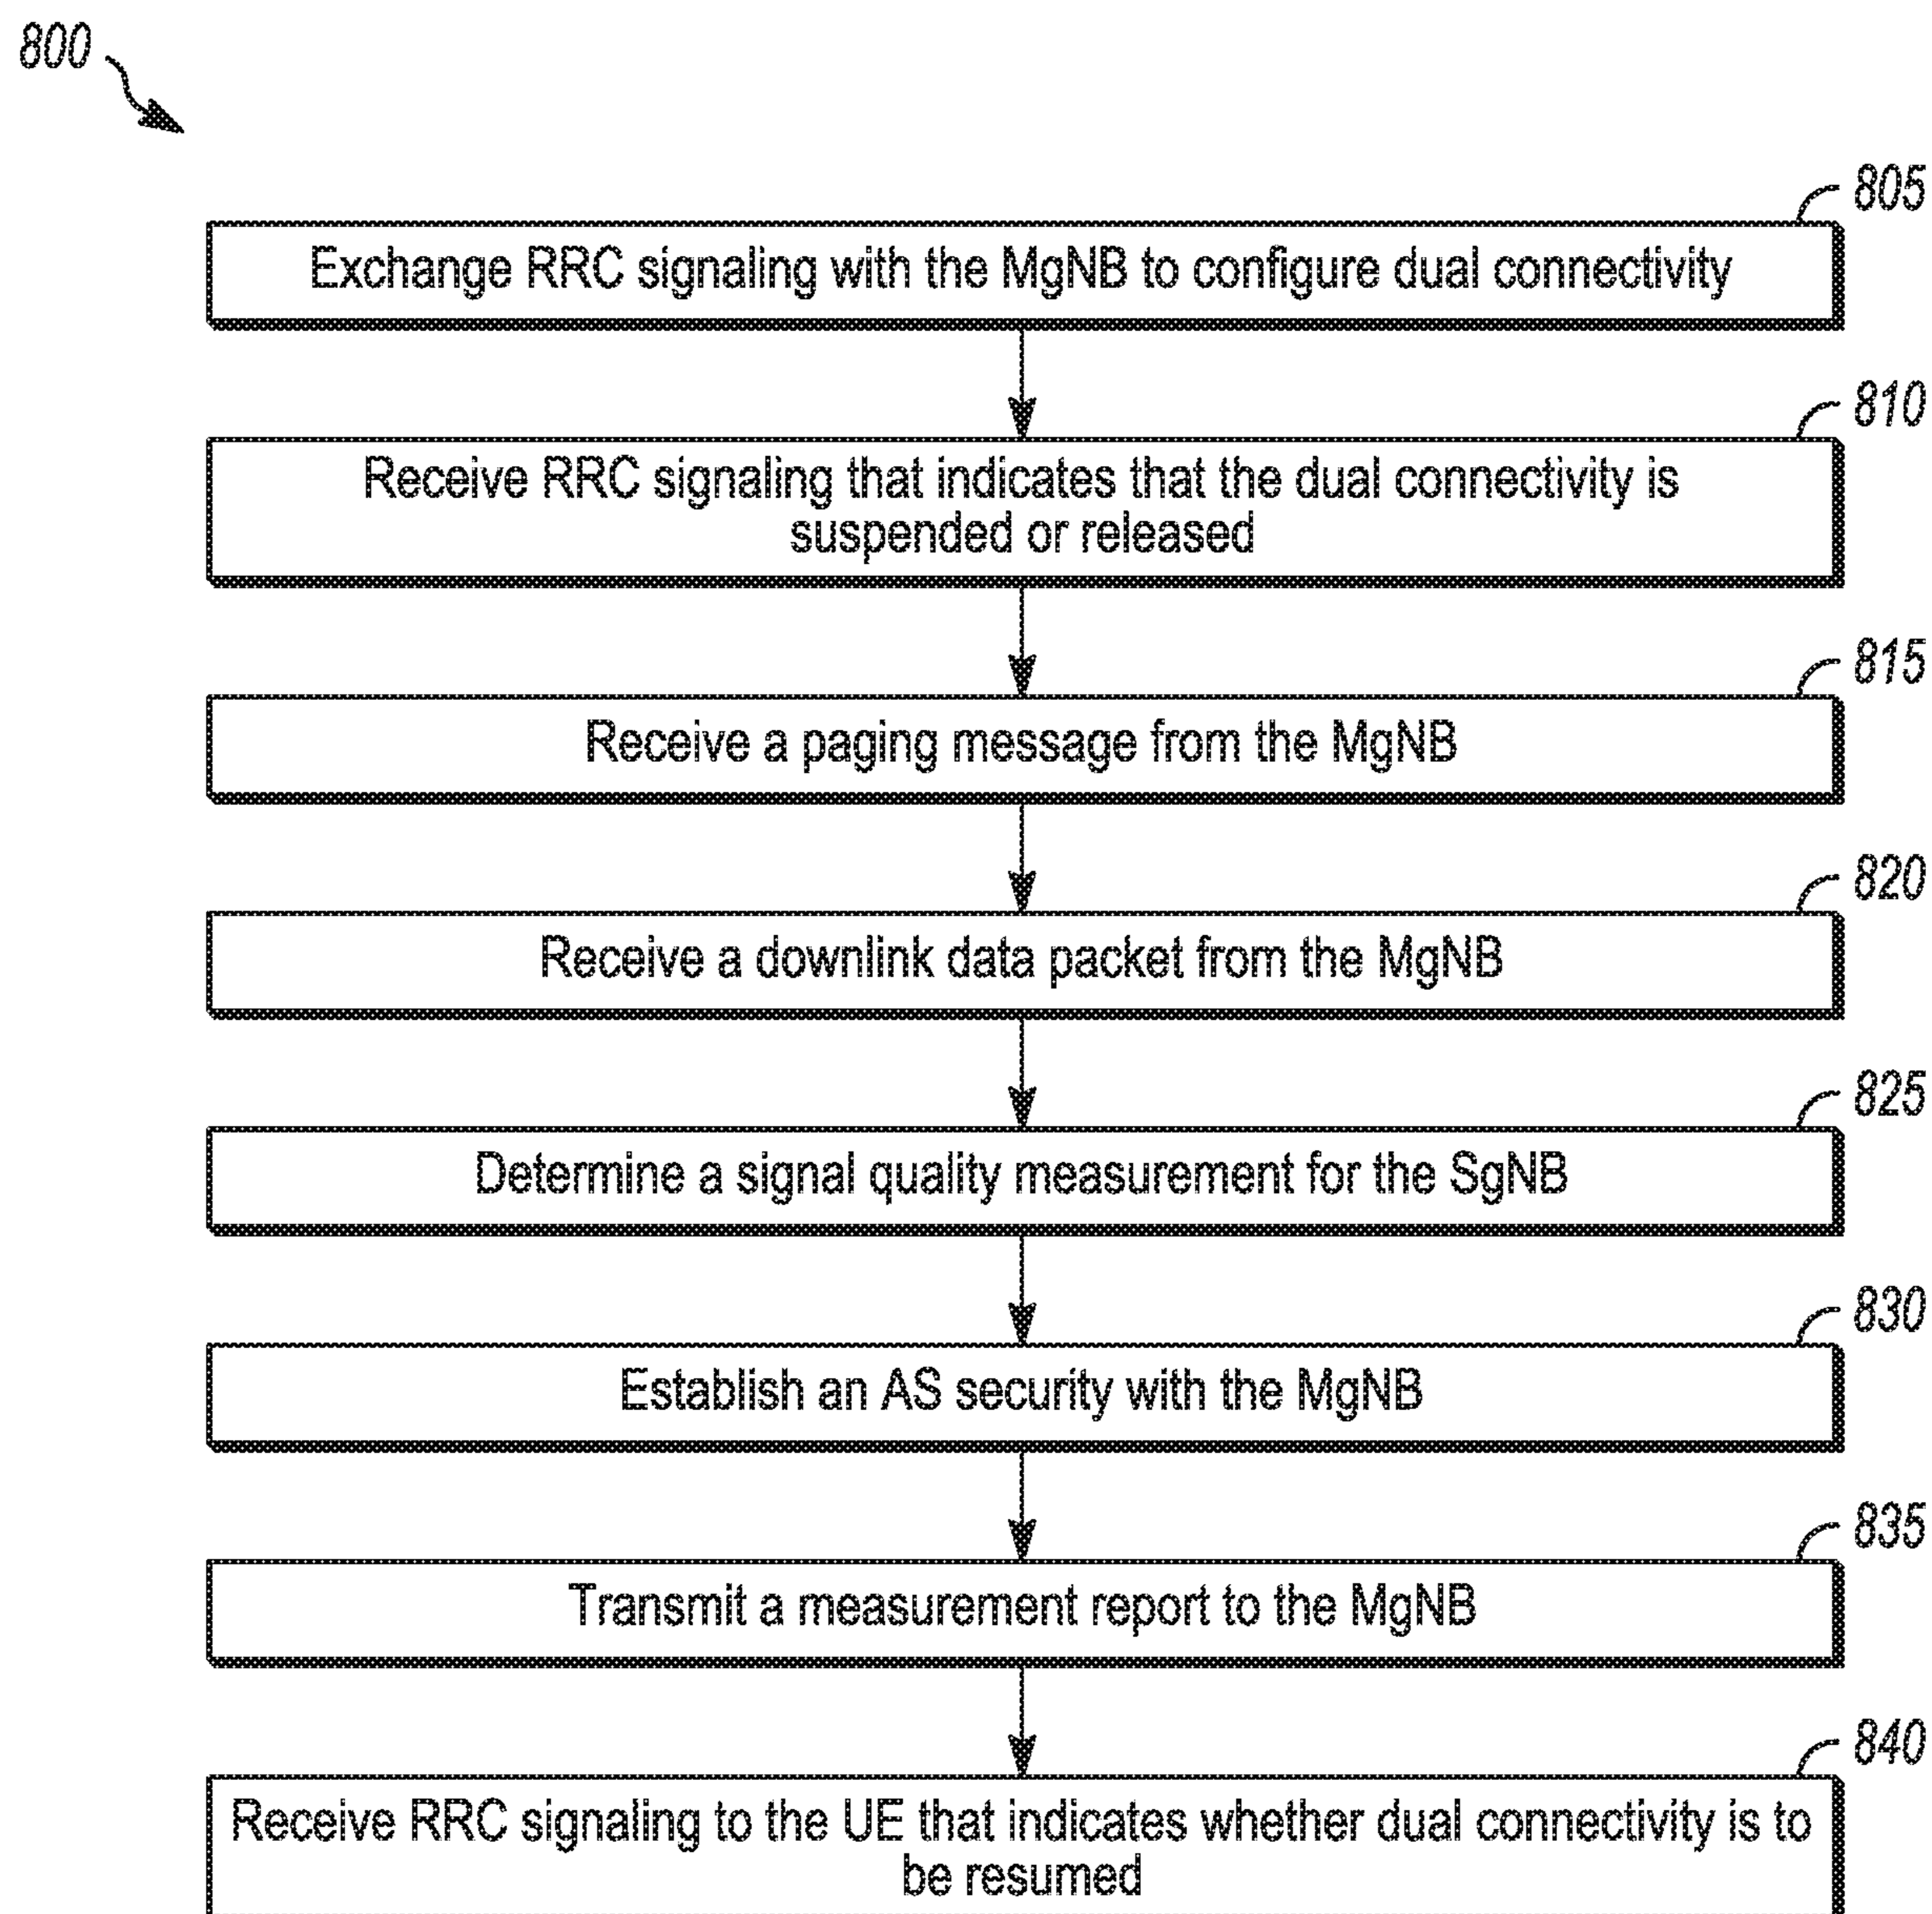 800
805
Exchange RRC signaling with the MgNB to configure dual connectivity
810
Receive RRC signaling that indicates that the dual connectivity is
suspended or released
815
Receive a paging message from the MgNB
820
Receive a downlink data packet from the MgNB
825
Determine a signal quality measurement for the SgNB
830
Establish an AS security with the MgNB
835
Transmit a measurement report to the MgNB
840
Receive RRC signaling to the UE that indicates whether dual connectivity is to
be resumed